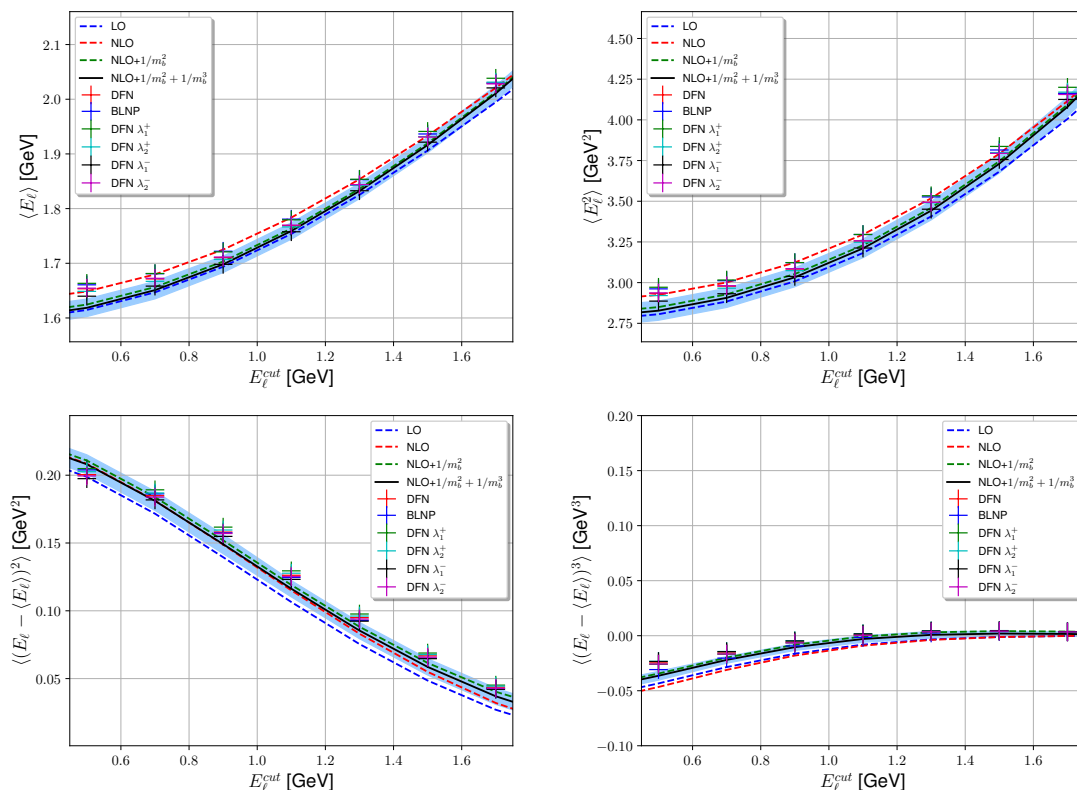 2.1
2.0
1.9
1.8
1.7
1.6
⟨E_ℓ⟩ [GeV]
LO
NLO
NLO+1/m_b^2
NLO+1/m_b^2 + 1/m_b^3
DFN
BLNP
DFN λ_1^+
DFN λ_2^+
DFN λ_1^-
DFN λ_2^-
0.6 0.8 1.0 1.2 1.4 1.6
E_ℓ^{cut} [GeV]
4.50
4.25
4.00
3.75
3.50
3.25
3.00
2.75
⟨E_ℓ^2⟩ [GeV^2]
LO
NLO
NLO+1/m_b^2
NLO+1/m_b^2 + 1/m_b^3
DFN
BLNP
DFN λ_1^+
DFN λ_2^+
DFN λ_1^-
DFN λ_2^-
0.6 0.8 1.0 1.2 1.4 1.6
E_ℓ^{cut} [GeV]
0.20
0.15
0.10
0.05
⟨(E_ℓ − ⟨E_ℓ⟩)^2⟩ [GeV^2]
LO
NLO
NLO+1/m_b^2
NLO+1/m_b^2 + 1/m_b^3
DFN
BLNP
DFN λ_1^+
DFN λ_2^+
DFN λ_1^-
DFN λ_2^-
0.6 0.8 1.0 1.2 1.4 1.6
E_ℓ^{cut} [GeV]
0.20
0.15
0.10
0.05
0.00
−0.05
−0.10
⟨(E_ℓ − ⟨E_ℓ⟩)^3⟩ [GeV^3]
LO
NLO
NLO+1/m_b^2
NLO+1/m_b^2 + 1/m_b^3
DFN
BLNP
DFN λ_1^+
DFN λ_2^+
DFN λ_1^-
DFN λ_2^-
0.6 0.8 1.0 1.2 1.4 1.6
E_ℓ^{cut} [GeV]